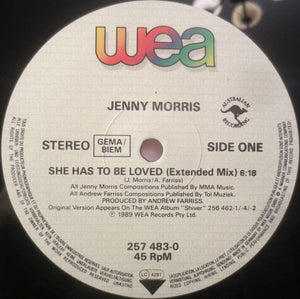 wea
JENNY MORRIS
AUSTRALIAN
RECORDING
STEREO
GEMA/
BIEM
SIDE ONE
SHE HAS TO BE LOVED (Extended Mix) 6:18
(J. Morris/A. Farriss)
All Jenny Morris Compositions Published By MMA Music.
All Andrew Farriss Compositions Published By Tol Muziek.
PRODUCED BY ANDREW FARRISS.
Original Version Appears On The WEA Album "Shiver" 256 462-1/-4/-2
℗ 1989 WEA Records Pty Ltd.
257 483-0
45 RpM
LC 4281